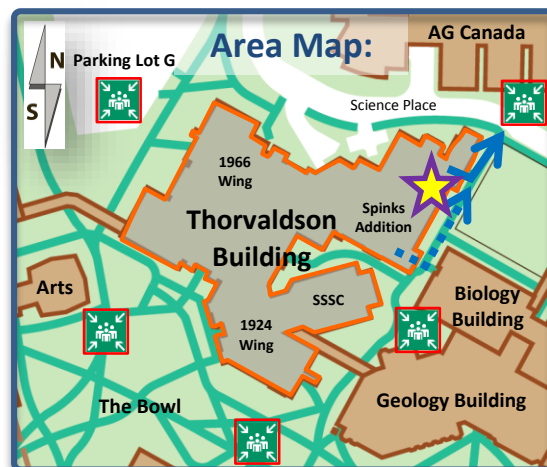 Area Map:
AG Canada
N
S
Parking Lot G
Science Place
1966
Wing
Thorvaldson
Building
Spinks
Addition
SSSC
Arts
1924
Wing
Biology
Building
The Bowl
Geology Building